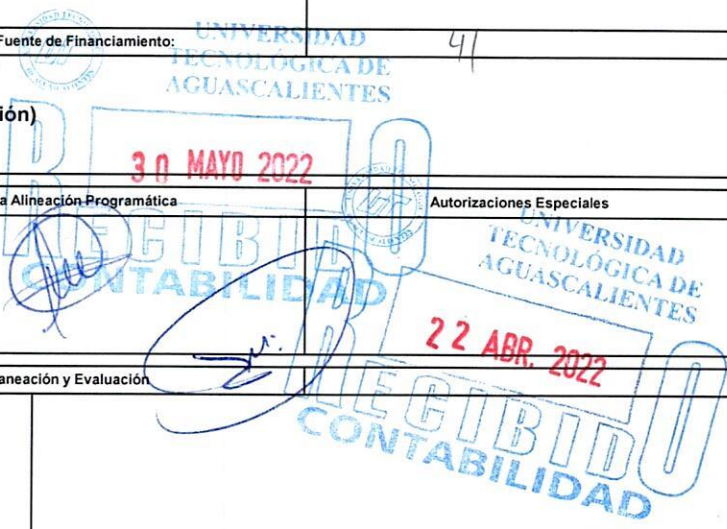 Fuente de Financiamiento:
41
UNIVERSIDAD
TECNOLÓGICA DE
AGUASCALIENTES
ión)
30 MAYO 2022
RECIBIDO
CONTABILIDAD
a Alineación Programática
Autorizaciones Especiales
UNIVERSIDAD
TECNOLÓGICA DE
AGUASCALIENTES
22 ABR. 2022
RECIBIDO
CONTABILIDAD
aneación y Evaluación